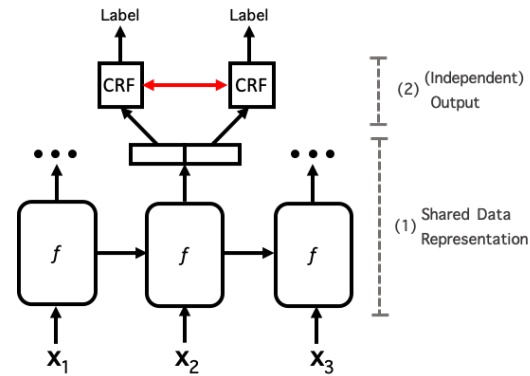 Label Label
CRF CRF
(2) (Independent)
Output
••• •••
f f f
(1) Shared Data
Representation
x1 x2 x3